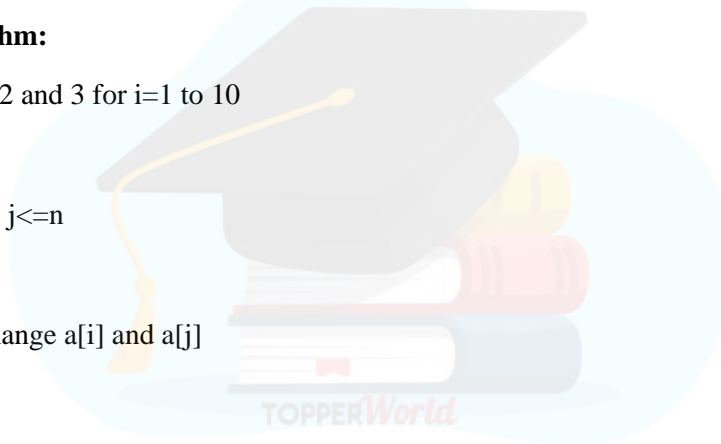 hm:
2 and 3 for i=1 to 10
j<=n
ange a[i] and a[j]
TOPPERWorld